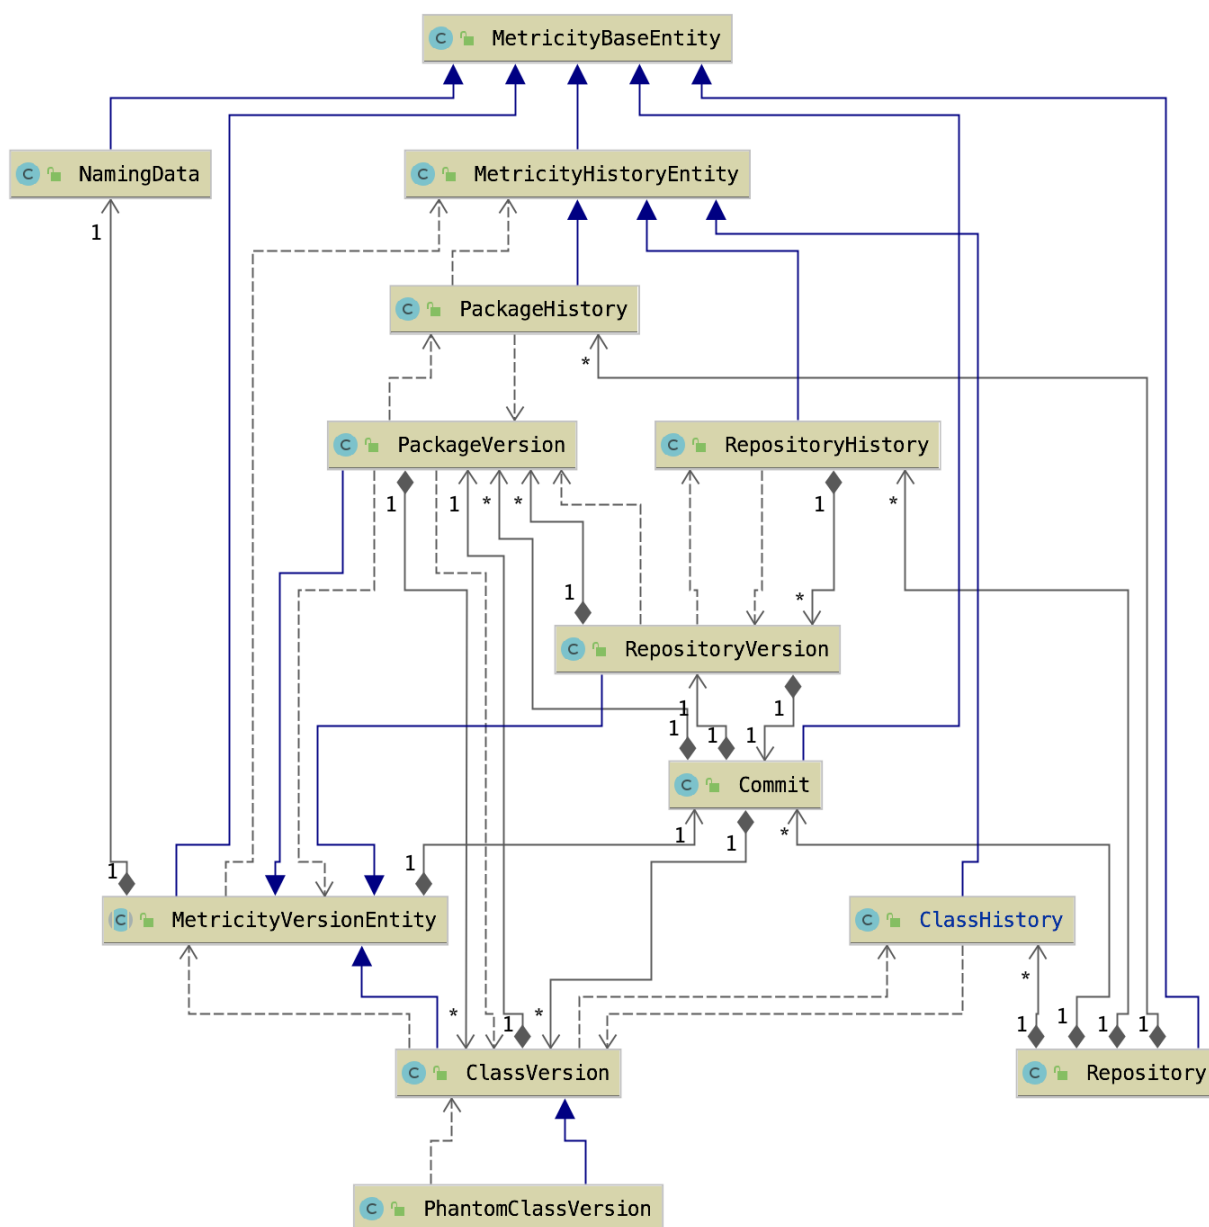 C MetricityBaseEntity
C NamingData
C MetricityHistoryEntity
1
C PackageHistory
*
C PackageVersion
C RepositoryHistory
1
1
*
*
1
*
1
*
C RepositoryVersion
1
1
1
1
C Commit
1
1
1
*
1
C MetricityVersionEntity
C ClassHistory
*
*
1
*
1
1
1
1
C ClassVersion
C Repository
C PhantomClassVersion